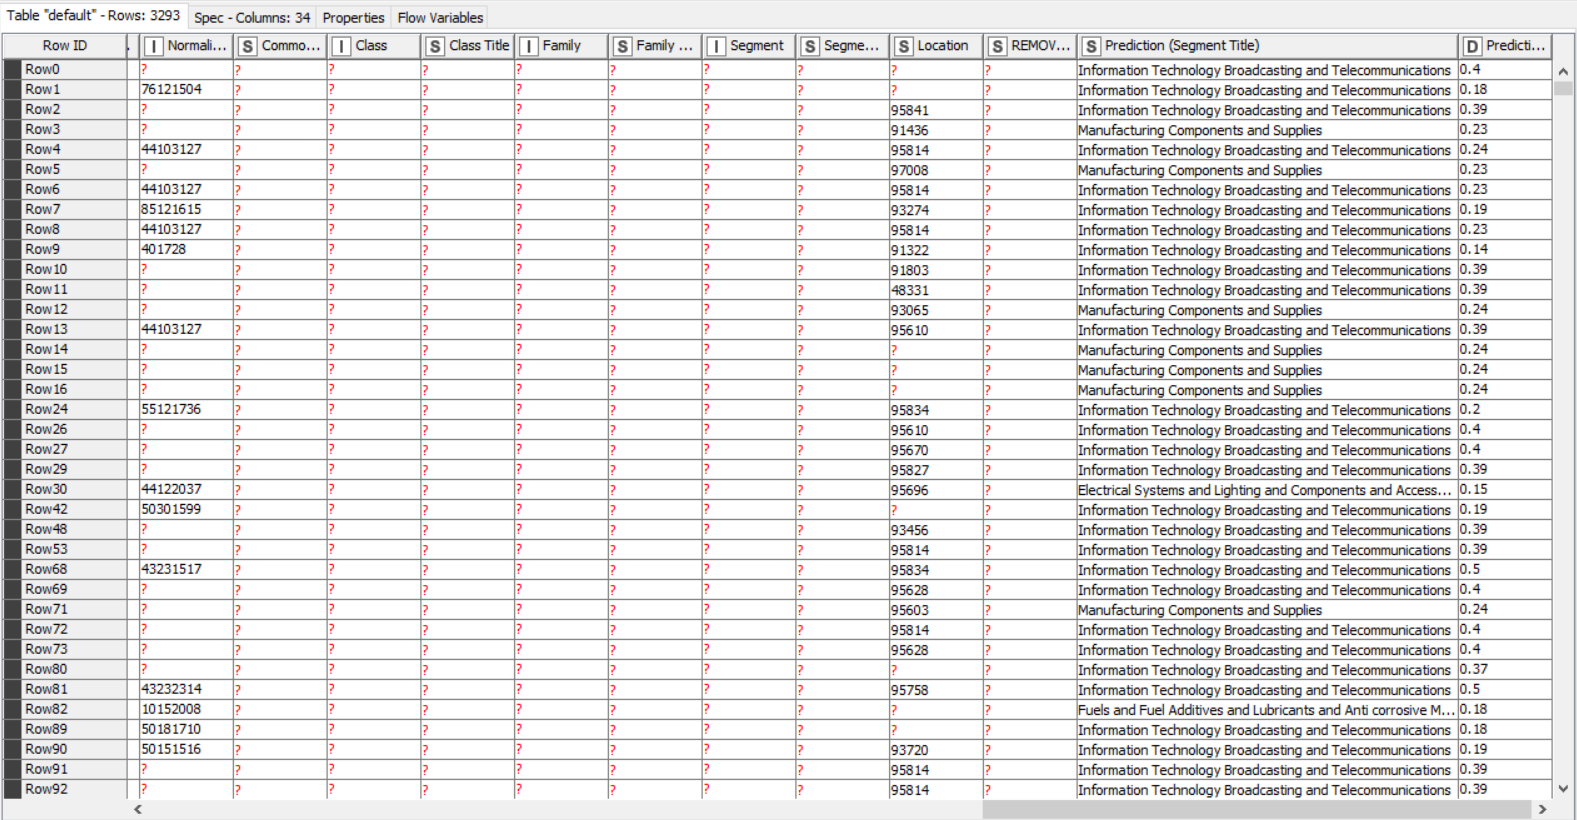 Table "default" - Rows: 3293 Spec - Columns: 34 Properties Flow Variables
Row ID . I Normali... S Commo... I Class S Class Title I Family S Family ... I Segment S Segme... S Location S REMOV... S Prediction (Segment Title) D Predicti...
Row0 ? ? ? ? ? ? ? ? ? ? Information Technology Broadcasting and Telecommunications 0.4
Row1 76121504 ? ? ? ? ? ? ? ? ? Information Technology Broadcasting and Telecommunications 0.18
Row2 ? ? ? ? ? ? ? ? 95841 ? Information Technology Broadcasting and Telecommunications 0.39
Row3 ? ? ? ? ? ? ? ? 91436 ? Manufacturing Components and Supplies 0.23
Row4 44103127 ? ? ? ? ? ? ? 95814 ? Information Technology Broadcasting and Telecommunications 0.24
Row5 ? ? ? ? ? ? ? ? 97008 ? Manufacturing Components and Supplies 0.23
Row6 44103127 ? ? ? ? ? ? ? 95814 ? Information Technology Broadcasting and Telecommunications 0.23
Row7 85121615 ? ? ? ? ? ? ? 93274 ? Information Technology Broadcasting and Telecommunications 0.19
Row8 44103127 ? ? ? ? ? ? ? 95814 ? Information Technology Broadcasting and Telecommunications 0.23
Row9 401728 ? ? ? ? ? ? ? 91322 ? Information Technology Broadcasting and Telecommunications 0.14
Row10 ? ? ? ? ? ? ? ? 91803 ? Information Technology Broadcasting and Telecommunications 0.39
Row11 ? ? ? ? ? ? ? ? 48331 ? Information Technology Broadcasting and Telecommunications 0.39
Row12 ? ? ? ? ? ? ? ? 93065 ? Manufacturing Components and Supplies 0.24
Row13 44103127 ? ? ? ? ? ? ? 95610 ? Information Technology Broadcasting and Telecommunications 0.39
Row14 ? ? ? ? ? ? ? ? ? ? Manufacturing Components and Supplies 0.24
Row15 ? ? ? ? ? ? ? ? ? ? Manufacturing Components and Supplies 0.24
Row16 ? ? ? ? ? ? ? ? ? ? Manufacturing Components and Supplies 0.24
Row24 55121736 ? ? ? ? ? ? ? 95834 ? Information Technology Broadcasting and Telecommunications 0.2
Row26 ? ? ? ? ? ? ? ? 95610 ? Information Technology Broadcasting and Telecommunications 0.4
Row27 ? ? ? ? ? ? ? ? 95670 ? Information Technology Broadcasting and Telecommunications 0.4
Row29 ? ? ? ? ? ? ? ? 95827 ? Information Technology Broadcasting and Telecommunications 0.39
Row30 44122037 ? ? ? ? ? ? ? 95696 ? Electrical Systems and Lighting and Components and Access... 0.15
Row42 50301599 ? ? ? ? ? ? ? ? ? Information Technology Broadcasting and Telecommunications 0.19
Row48 ? ? ? ? ? ? ? ? 93456 ? Information Technology Broadcasting and Telecommunications 0.39
Row53 ? ? ? ? ? ? ? ? 95814 ? Information Technology Broadcasting and Telecommunications 0.39
Row68 43231517 ? ? ? ? ? ? ? 95834 ? Information Technology Broadcasting and Telecommunications 0.5
Row69 ? ? ? ? ? ? ? ? 95628 ? Information Technology Broadcasting and Telecommunications 0.4
Row71 ? ? ? ? ? ? ? ? 95603 ? Manufacturing Components and Supplies 0.24
Row72 ? ? ? ? ? ? ? ? 95814 ? Information Technology Broadcasting and Telecommunications 0.4
Row73 ? ? ? ? ? ? ? ? 95628 ? Information Technology Broadcasting and Telecommunications 0.4
Row80 ? ? ? ? ? ? ? ? ? ? Information Technology Broadcasting and Telecommunications 0.37
Row81 43232314 ? ? ? ? ? ? ? 95758 ? Information Technology Broadcasting and Telecommunications 0.5
Row82 10152008 ? ? ? ? ? ? ? ? ? Fuels and Fuel Additives and Lubricants and Anti corrosive M... 0.18
Row89 50181710 ? ? ? ? ? ? ? ? ? Information Technology Broadcasting and Telecommunications 0.18
Row90 50151516 ? ? ? ? ? ? ? 93720 ? Information Technology Broadcasting and Telecommunications 0.19
Row91 ? ? ? ? ? ? ? ? 95814 ? Information Technology Broadcasting and Telecommunications 0.39
Row92 ? ? ? ? ? ? ? ? 95814 ? Information Technology Broadcasting and Telecommunications 0.39